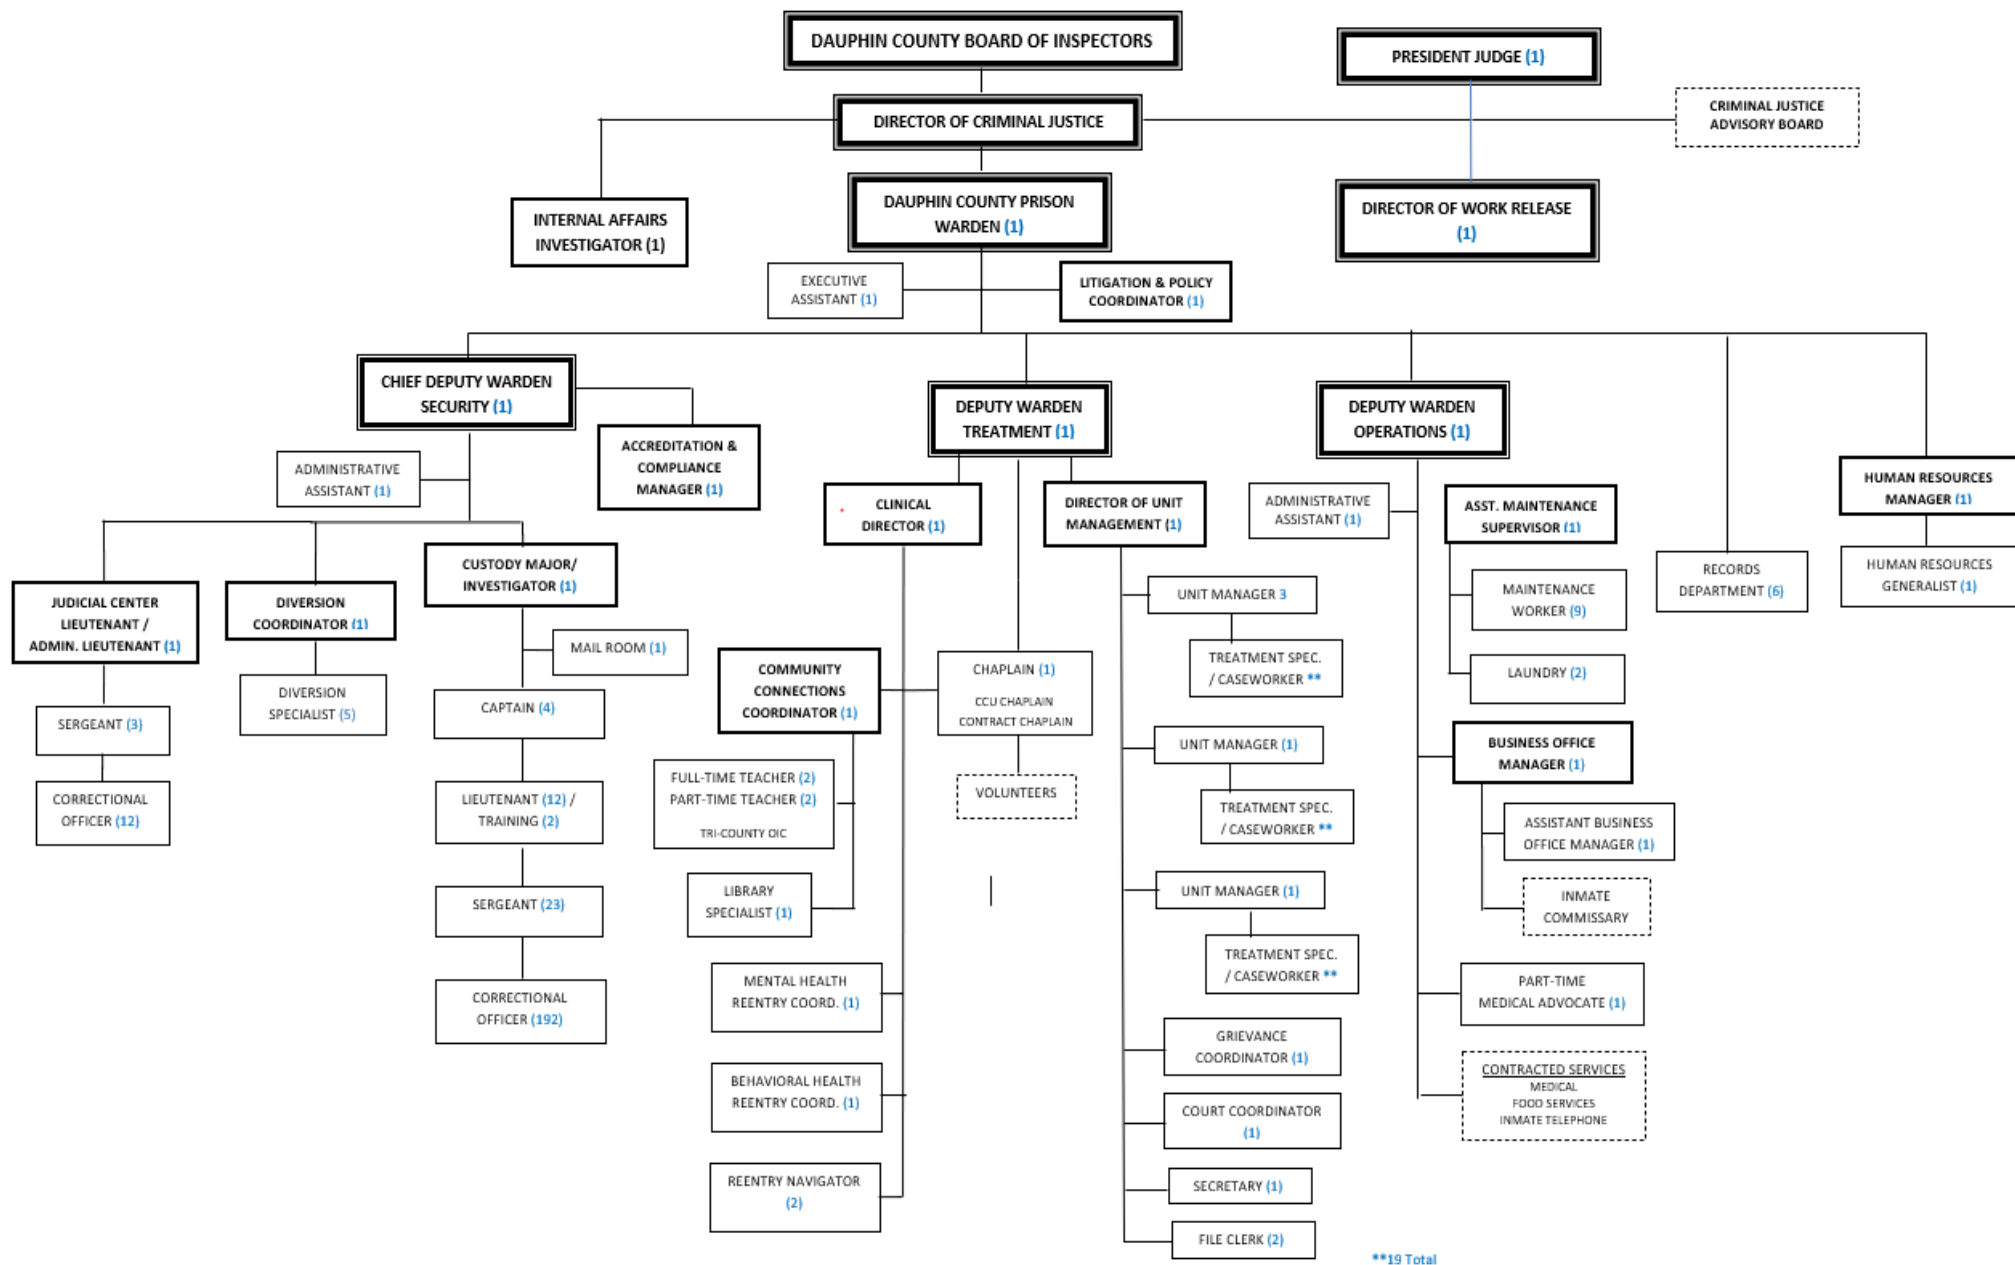 DAUPHIN COUNTY BOARD OF INSPECTORS
PRESIDENT JUDGE (1)
DIRECTOR OF CRIMINAL JUSTICE
CRIMINAL JUSTICE
ADVISORY BOARD
INTERNAL AFFAIRS
INVESTIGATOR (1)
DAUPHIN COUNTY PRISON
WARDEN (1)
DIRECTOR OF WORK RELEASE
(1)
EXECUTIVE
ASSISTANT (1)
LITIGATION & POLICY
COORDINATOR (1)
CHIEF DEPUTY WARDEN
SECURITY (1)
ACCREDITATION &
COMPLIANCE
MANAGER (1)
ADMINISTRATIVE
ASSISTANT (1)
JUDICIAL CENTER
LIEUTENANT /
ADMIN. LIEUTENANT (1)
SERGEANT (3)
CORRECTIONAL
OFFICER (12)
DIVERSION
COORDINATOR (1)
DIVERSION
SPECIALIST (5)
CUSTODY MAJOR/
INVESTIGATOR (1)
MAIL ROOM (1)
CAPTAIN (4)
LIEUTENANT (12) /
TRAINING (2)
SERGEANT (23)
CORRECTIONAL
OFFICER (192)
DEPUTY WARDEN
TREATMENT (1)
CLINICAL
DIRECTOR (1)
COMMUNITY
CONNECTIONS
COORDINATOR (1)
FULL-TIME TEACHER (2)
PART-TIME TEACHER (2)
TRI-COUNTY OIC
LIBRARY
SPECIALIST (1)
MENTAL HEALTH
REENTRY COORD. (1)
BEHAVIORAL HEALTH
REENTRY COORD. (1)
REENTRY NAVIGATOR
(2)
CHAPLAIN (1)
CCU CHAPLAIN
CONTRACT CHAPLAIN
VOLUNTEERS
DIRECTOR OF UNIT
MANAGEMENT (1)
UNIT MANAGER 3
TREATMENT SPEC.
/ CASEWORKER **
UNIT MANAGER (1)
TREATMENT SPEC.
/ CASEWORKER **
UNIT MANAGER (1)
TREATMENT SPEC.
/ CASEWORKER **
GRIEVANCE
COORDINATOR (1)
COURT COORDINATOR
(1)
SECRETARY (1)
FILE CLERK (2)
DEPUTY WARDEN
OPERATIONS (1)
ADMINISTRATIVE
ASSISTANT (1)
ASST. MAINTENANCE
SUPERVISOR (1)
MAINTENANCE
WORKER (9)
LAUNDRY (2)
BUSINESS OFFICE
MANAGER (1)
ASSISTANT BUSINESS
OFFICE MANAGER (1)
INMATE
COMMISSARY
PART-TIME
MEDICAL ADVOCATE (1)
CONTRACTED SERVICES
MEDICAL
FOOD SERVICES
INMATE TELEPHONE
RECORDS
DEPARTMENT (6)
HUMAN RESOURCES
MANAGER (1)
HUMAN RESOURCES
GENERALIST (1)
**19 Total